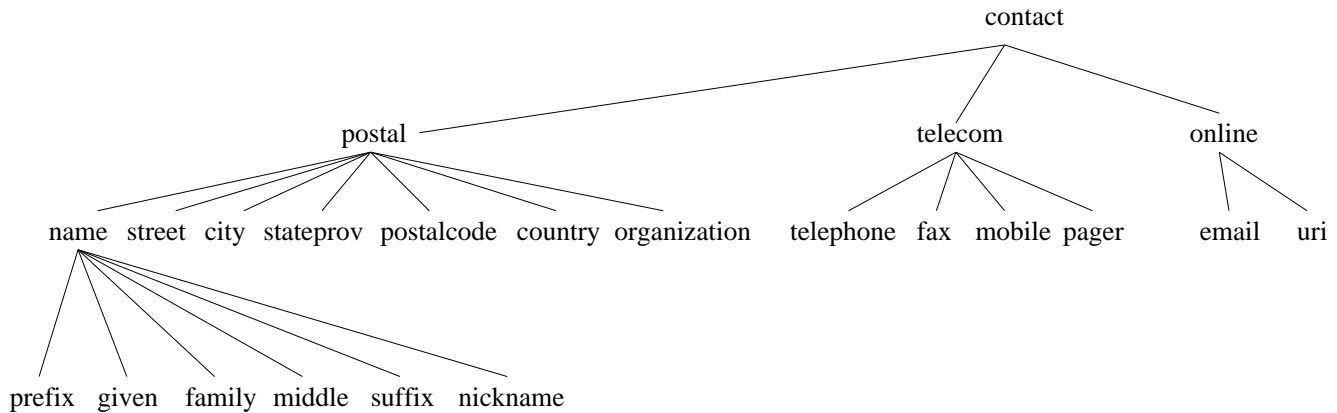 contact
postal telecom online
name street city stateprov postalcode country organization telephone fax mobile pager email uri
prefix given family middle suffix nickname